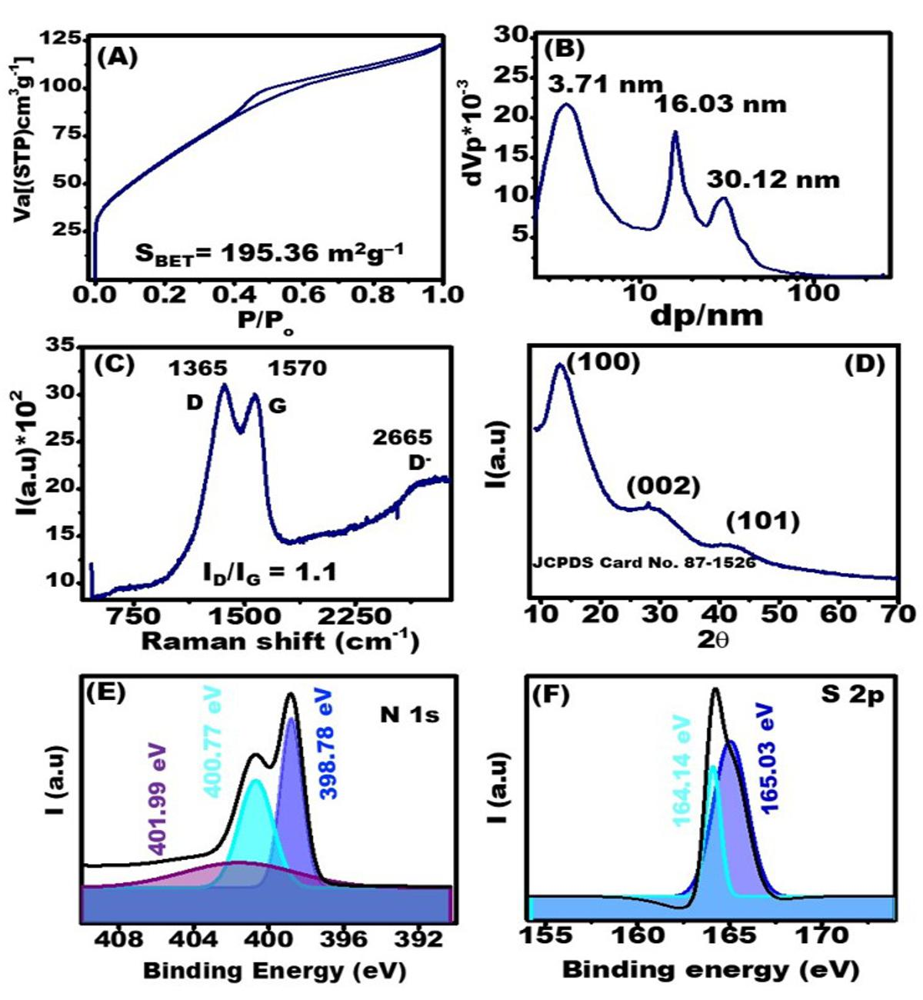 (A)
125
100
75
50
25
Va[(STP)cm³g⁻¹]
S_BET= 195.36 m²g⁻¹
0.0 0.2 0.4 0.6 0.8 1.0
P/P₀
(B)
30
25
20
15
10
5
dVp*10⁻³
3.71 nm
16.03 nm
30.12 nm
10 100
dp/nm
(C)
35
30
25
20
15
10
I(a.u)*10²
1365 1570
D G
2665
D-
I_D/I_G = 1.1
750 1500 2250
Raman shift (cm⁻¹)
(D)
I(a.u)
(100)
(002)
(101)
JCPDS Card No. 87-1526
10 20 30 40 50 60 70
2θ
(E)
I (a.u)
401.99 eV
400.77 eV
398.78 eV
N 1s
408 404 400 396 392
Binding Energy (eV)
(F)
I (a.u)
164.14 eV
165.03 eV
S 2p
155 160 165 170
Binding energy (eV)